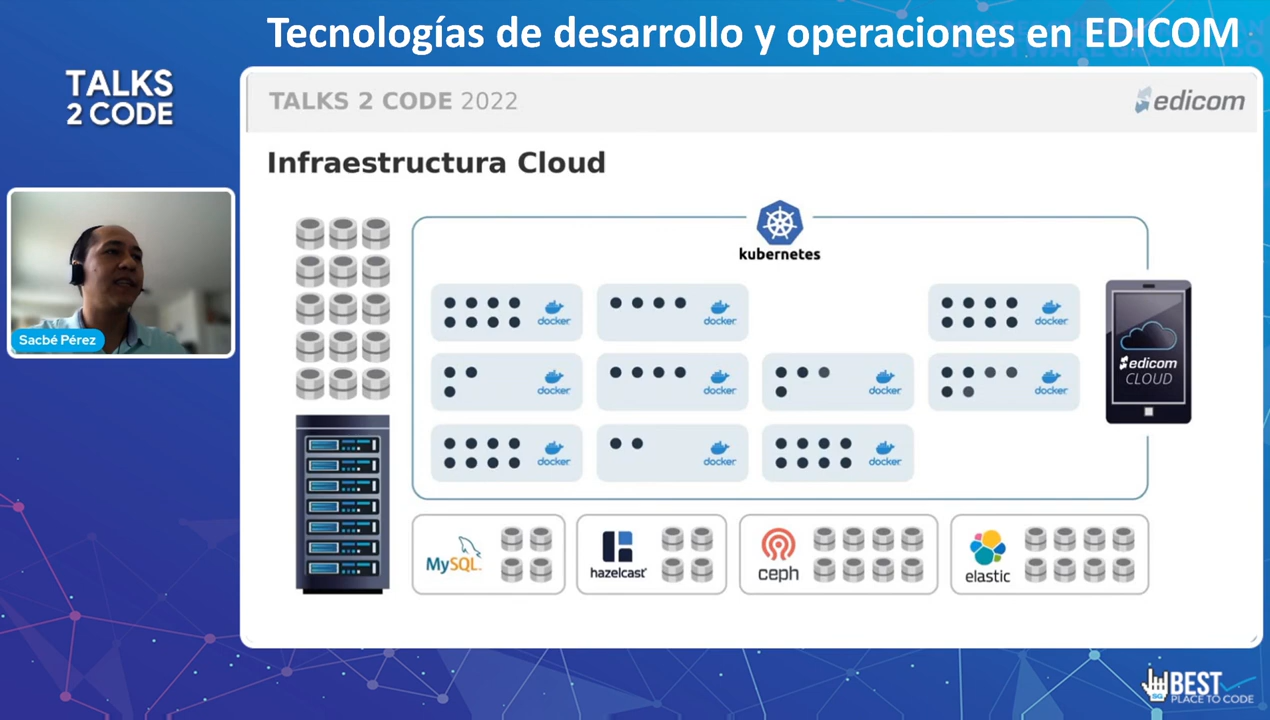 Tecnologías de desarrollo y operaciones en EDICOM
TALKS
2 CODE
TALKS 2 CODE 2022
edicom
Infraestructura Cloud
kubernetes
docker
docker
docker
docker
docker
docker
docker
edicom
CLOUD
docker
docker
docker
Sacbé Pérez
MySQL
hazelcast
ceph
elastic
SG
BEST
PLACE TO CODE